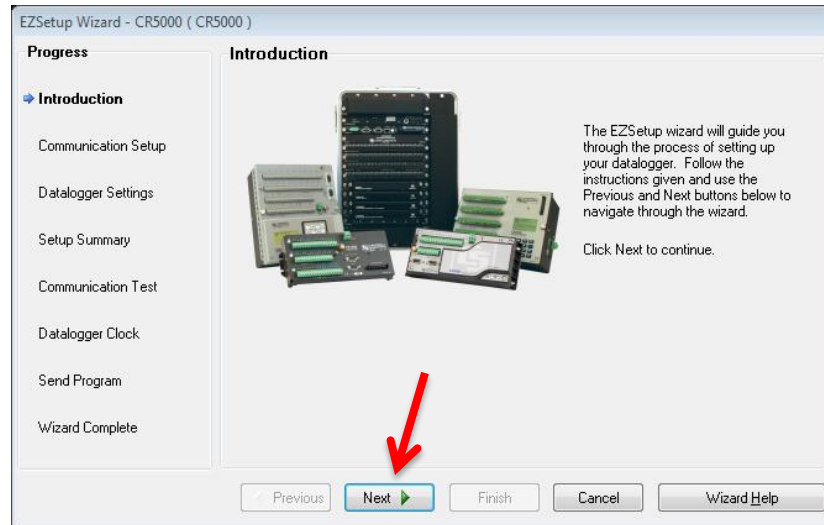 EZSetup Wizard - CR5000 ( CR5000 )
Progress
Introduction
Communication Setup
Datalogger Settings
Setup Summary
Communication Test
Datalogger Clock
Send Program
Wizard Complete
Introduction
The EZSetup wizard will guide you
through the process of setting up
your datalogger. Follow the
instructions given and use the
Previous and Next buttons below to
navigate through the wizard.
Click Next to continue.
Previous
Next
Finish
Cancel
Wizard Help